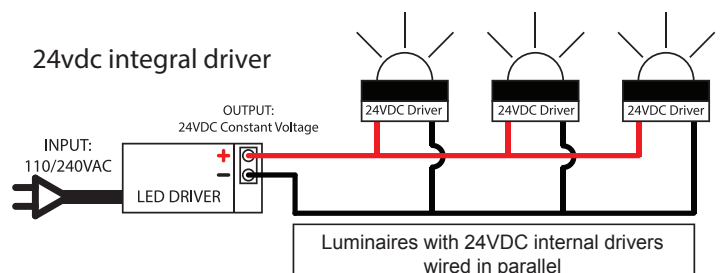 24vdc integral driver
OUTPUT:
24VDC Constant Voltage
24VDC Driver
24VDC Driver
24VDC Driver
INPUT:
110/240VAC
+
−
LED DRIVER
Luminaires with 24VDC internal drivers
wired in parallel